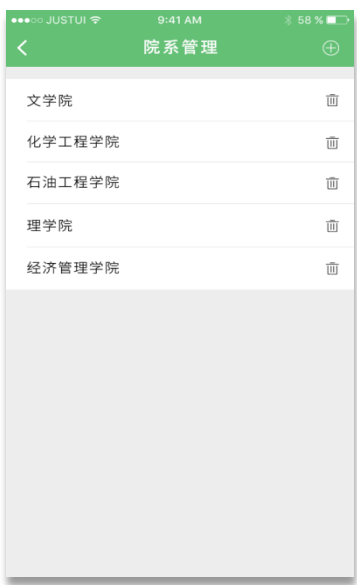 JUSTUI 9:41 AM 58 %
院系管理
文学院
化学工程学院
石油工程学院
理学院
经济管理学院